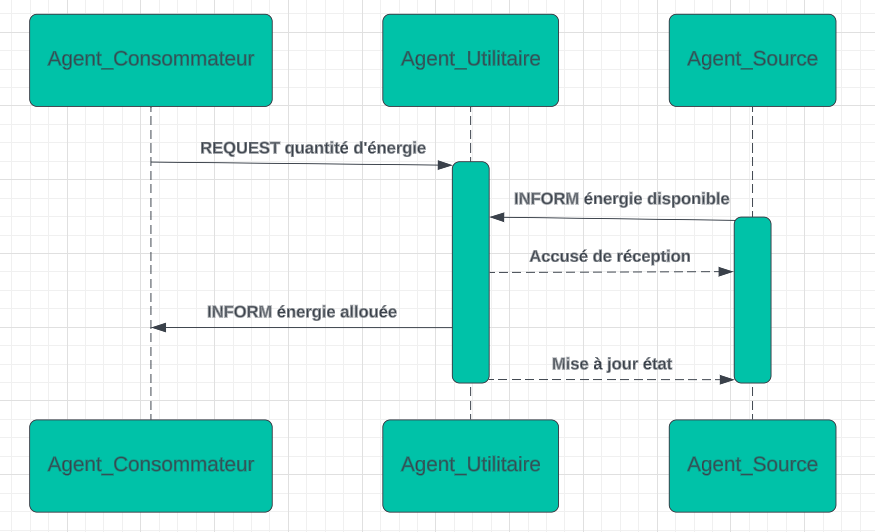 Agent_Consommateur
Agent_Utilitaire
Agent_Source
REQUEST quantité d'énergie
INFORM énergie disponible
Accusé de réception
INFORM énergie allouée
Mise à jour état
Agent_Consommateur
Agent_Utilitaire
Agent_Source